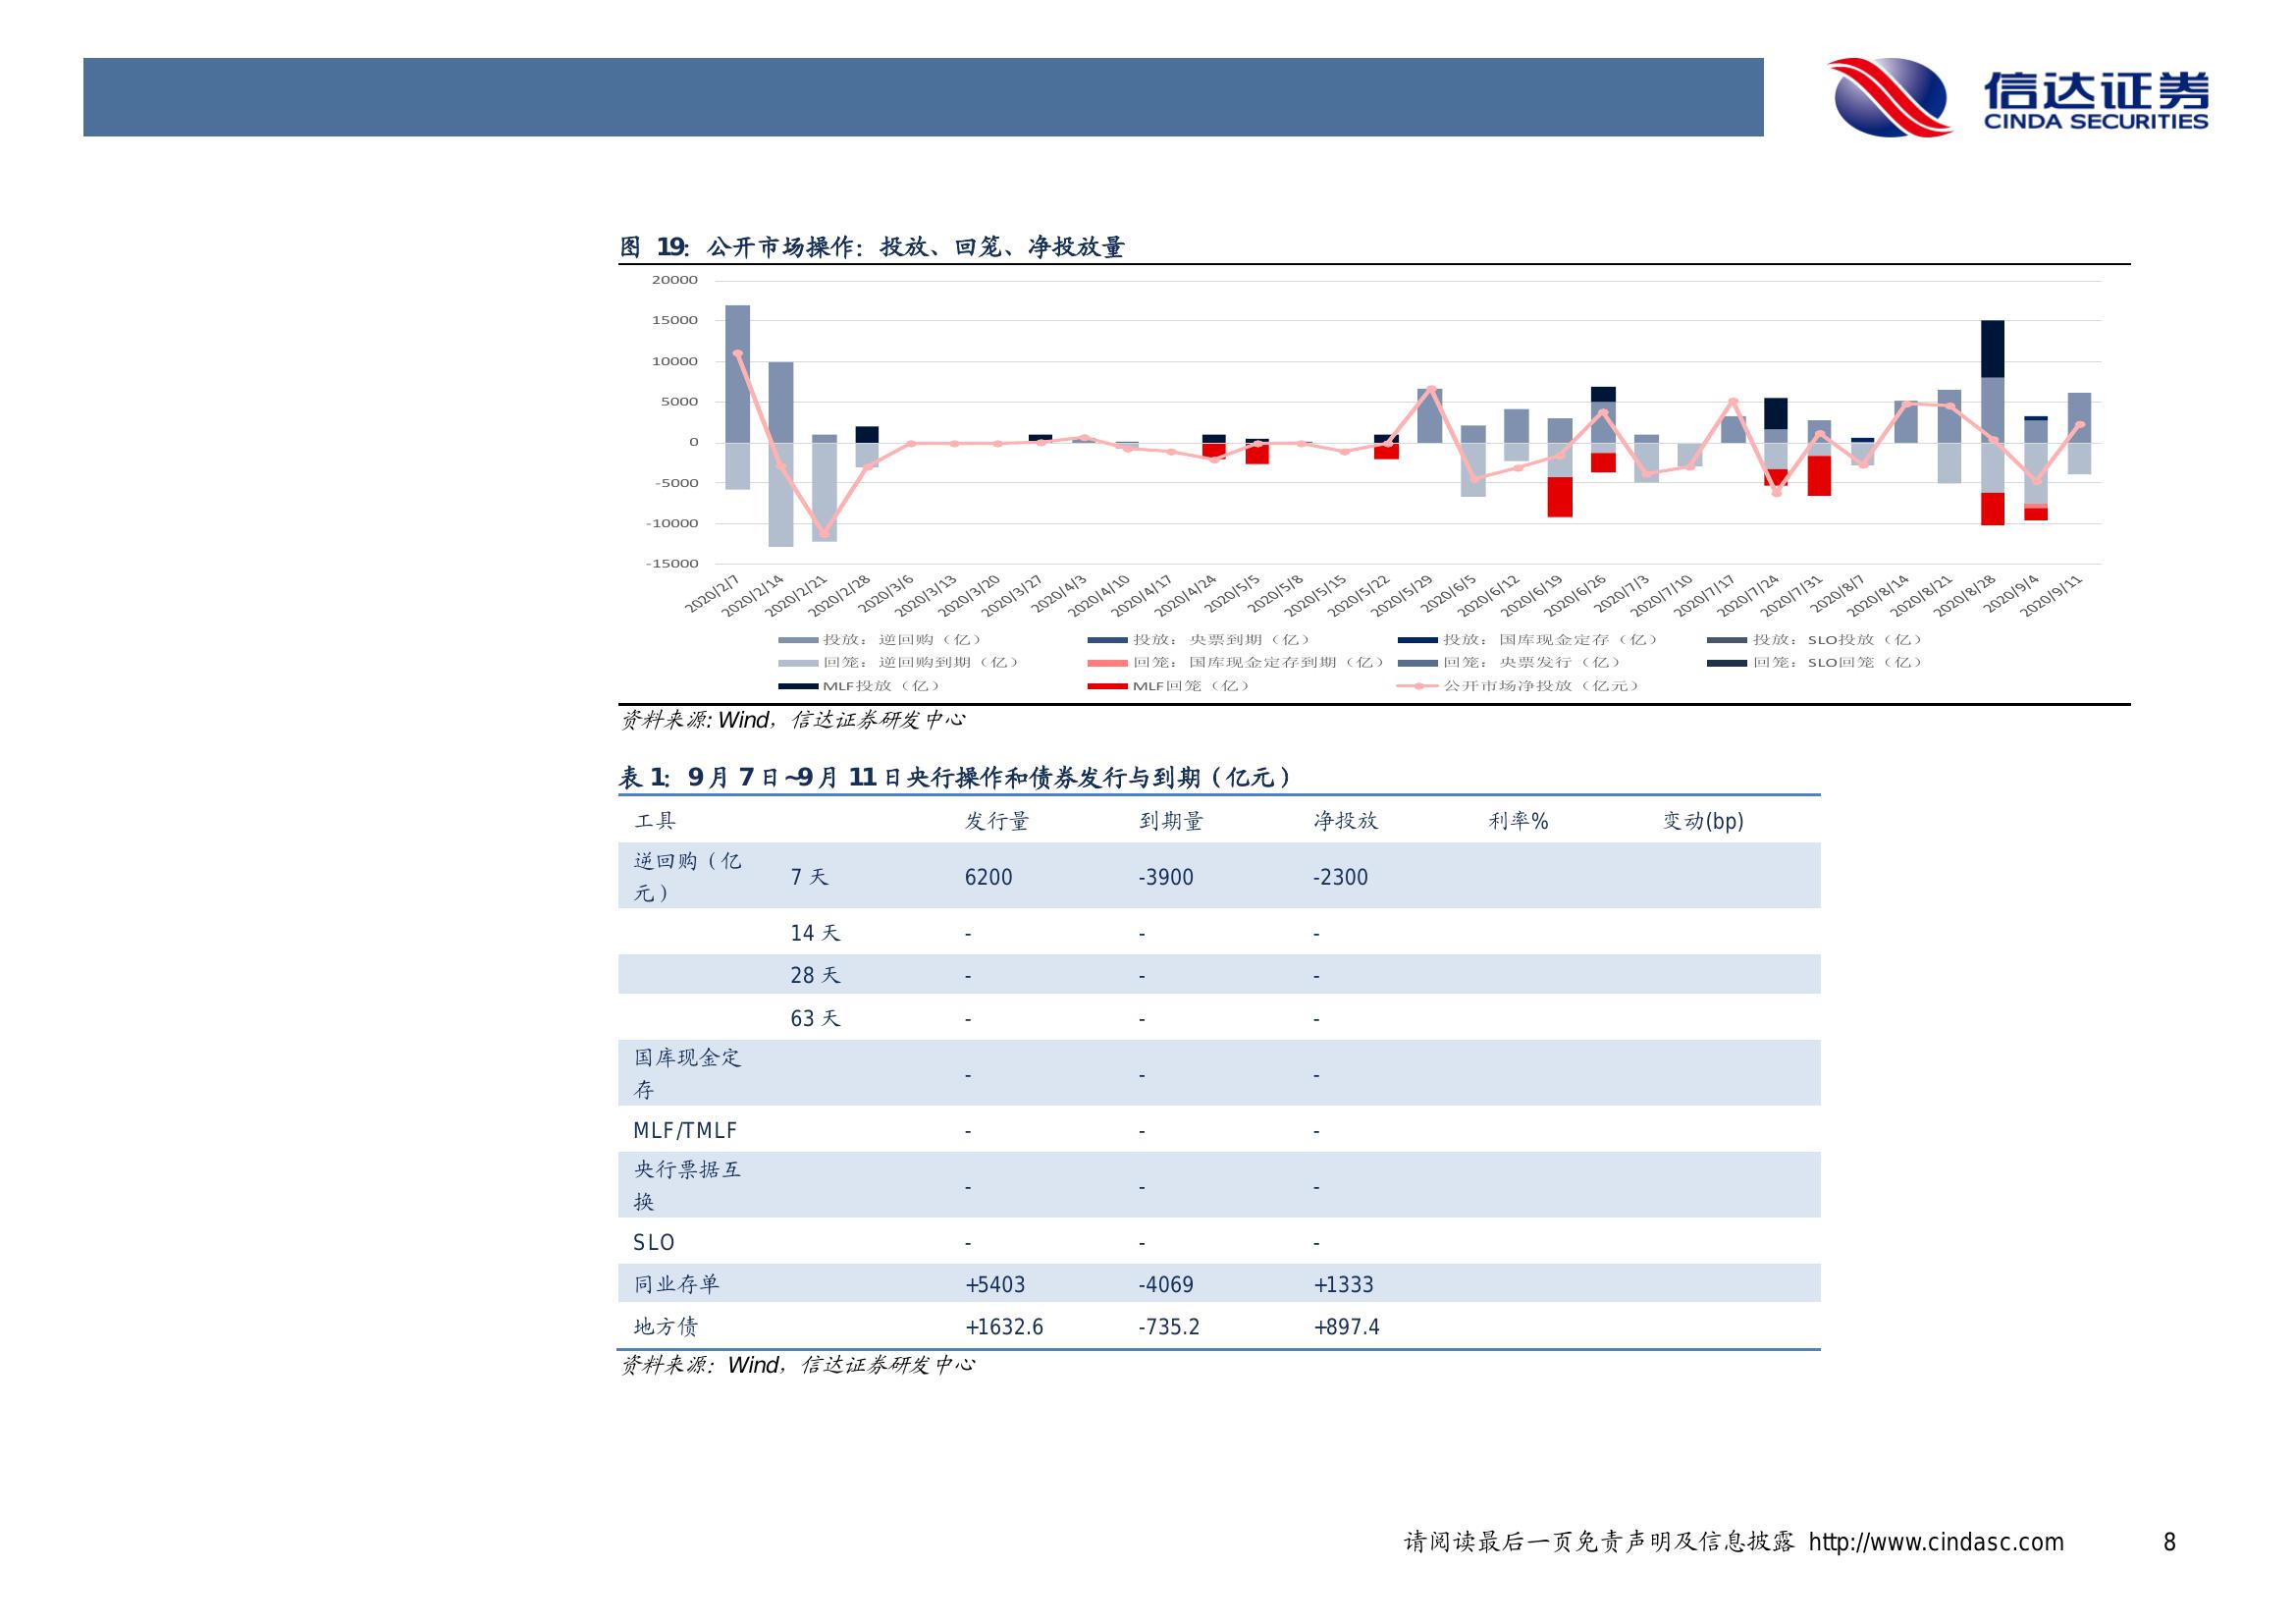 信达证券
CINDA SECURITIES
图 19: 公开市场操作：投放、回笼、净投放量
20000
15000
10000
5000
0
-5000
-10000
-15000
2020/2/7 2020/2/14 2020/2/21 2020/2/28 2020/3/6 2020/3/13 2020/3/20 2020/3/27 2020/4/3 2020/4/10 2020/4/17 2020/4/24 2020/5/5 2020/5/8 2020/5/15 2020/5/22 2020/5/29 2020/6/5 2020/6/12 2020/6/19 2020/6/26 2020/7/3 2020/7/10 2020/7/17 2020/7/24 2020/7/31 2020/8/7 2020/8/14 2020/8/21 2020/8/28 2020/9/4 2020/9/11
投放：逆回购（亿） 投放：央票到期（亿） 投放：国库现金定存（亿） 投放：SLO投放（亿）
回笼：逆回购到期（亿） 回笼：国库现金定存到期（亿） 回笼：央票发行（亿） 回笼：SLO回笼（亿）
MLF投放（亿） MLF回笼（亿） 公开市场净投放（亿元）
资料来源: Wind，信达证券研发中心
表 1: 9 月 7 日~9 月 11 日央行操作和债券发行与到期（亿元）
工具 发行量 到期量 净投放 利率% 变动(bp)
逆回购（亿
元） 7 天 6200 -3900 -2300
14 天 - - -
28 天 - - -
63 天 - - -
国库现金定
存 - - -
MLF/TMLF - - -
央行票据互
换 - - -
SLO - - -
同业存单 +5403 -4069 +1333
地方债 +1632.6 -735.2 +897.4
资料来源：Wind，信达证券研发中心
请阅读最后一页免责声明及信息披露 http://www.cindasc.com 8